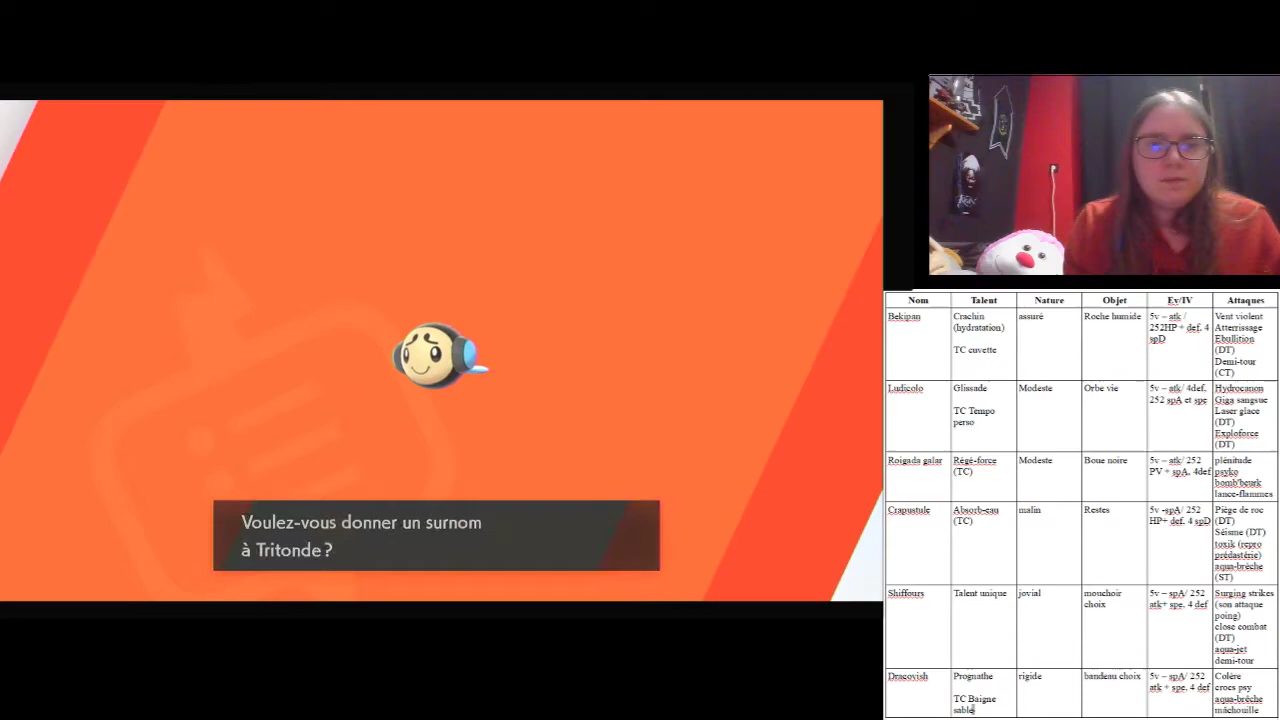 Voulez-vous donner un surnom
à Tritonde ?
Nom Talent Nature Objet Ev/IV Attaques
Bekipan
Crachin
(hydratation)
TC cuvette
assuré
Roche humide
5v – atk /
252HP + def. 4
spD
Vent violent
Atterrissage
Ebullition
(DT)
Demi-tour
(CT)
Ludicolo
Glissade
TC Tempo
perso
Modeste
Orbe vie
5v – atk/ 4def,
252 spA et spe
Hydrocanon
Giga sangsue
Laser glace
(DT)
Exploforce
(DT)
Roigada galar
Régé-force
(TC)
Modeste
Boue noire
5v – atk/ 252
PV + spA. 4def
plénitude
psyko
bomb'beurk
lance-flammes
Crapustule
Absorb-eau
(TC)
malin
Restes
5v -spA/ 252
HP+ def. 4 spD
Piège de roc
(DT)
Séisme (DT)
toxik (repro
prédastérie)
aqua-brèche
(ST)
Shiffours
Talent unique
jovial
mouchoir
choix
5v – spA/ 252
atk+ spe. 4 def
Surging strikes
(son attaque
poing)
close combat
(DT)
aqua-jet
demi-tour
Dracovish
Prognathe
TC Baigne
sable
rigide
bandeau choix
5v – spA/ 252
atk + spe. 4 def
Colère
crocs psy
aqua-brèche
mâchouille